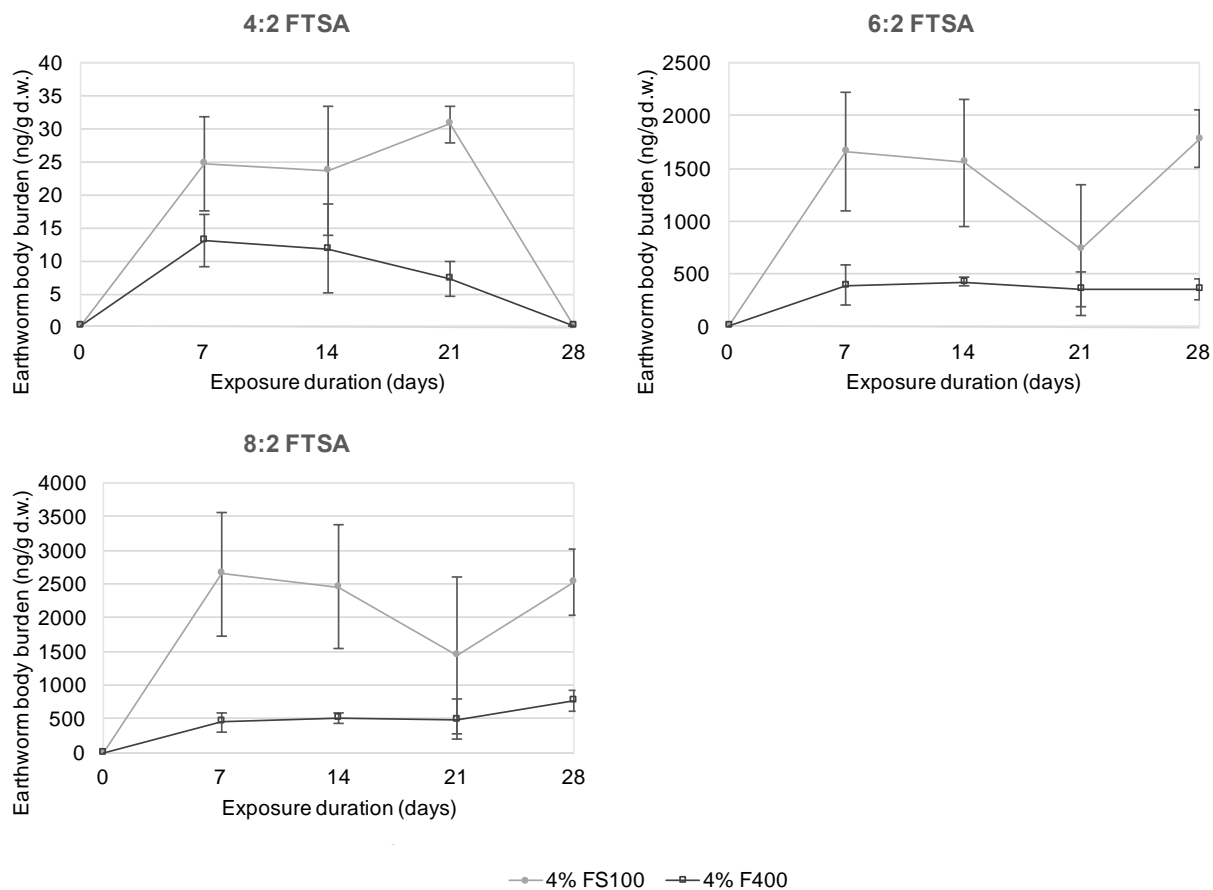 4:2 FTSA
Earthworm body burden (ng/g d.w.)
40
35
30
25
20
15
10
5
0
0 7 14 21 28
Exposure duration (days)
6:2 FTSA
Earthworm body burden (ng/g d.w.)
2500
2000
1500
1000
500
0
0 7 14 21 28
Exposure duration (days)
8:2 FTSA
Earthworm body burden (ng/g d.w.)
4000
3500
3000
2500
2000
1500
1000
500
0
0 7 14 21 28
Exposure duration (days)
4% FS100 4% F400